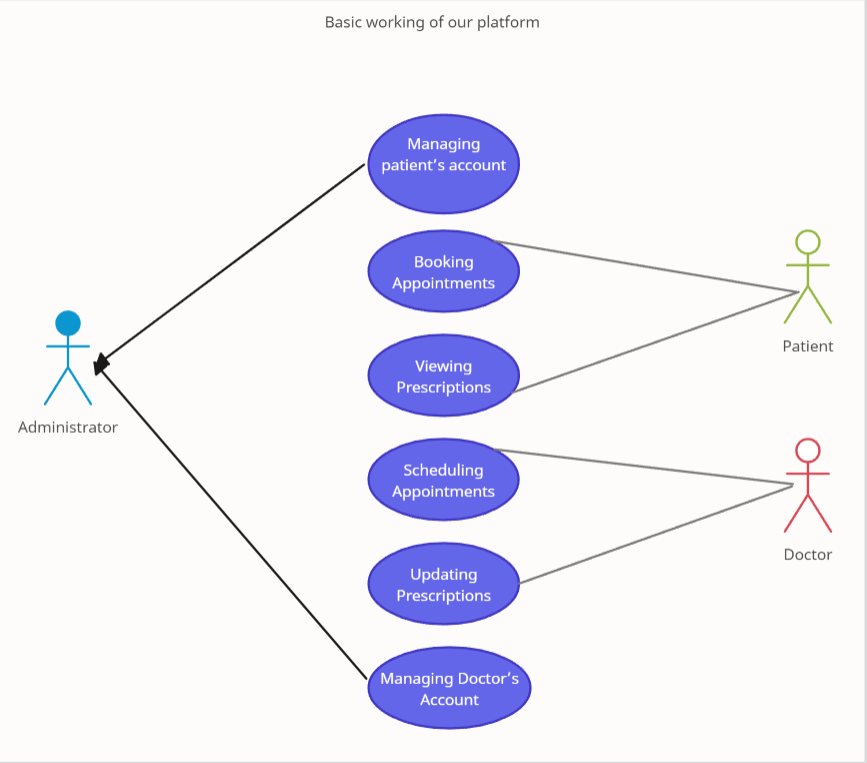 Basic working of our platform
Managing
patient's account
Booking
Appointments
Viewing
Prescriptions
Patient
Administrator
Scheduling
Appointments
Doctor
Updating
Prescriptions
Managing Doctor's
Account